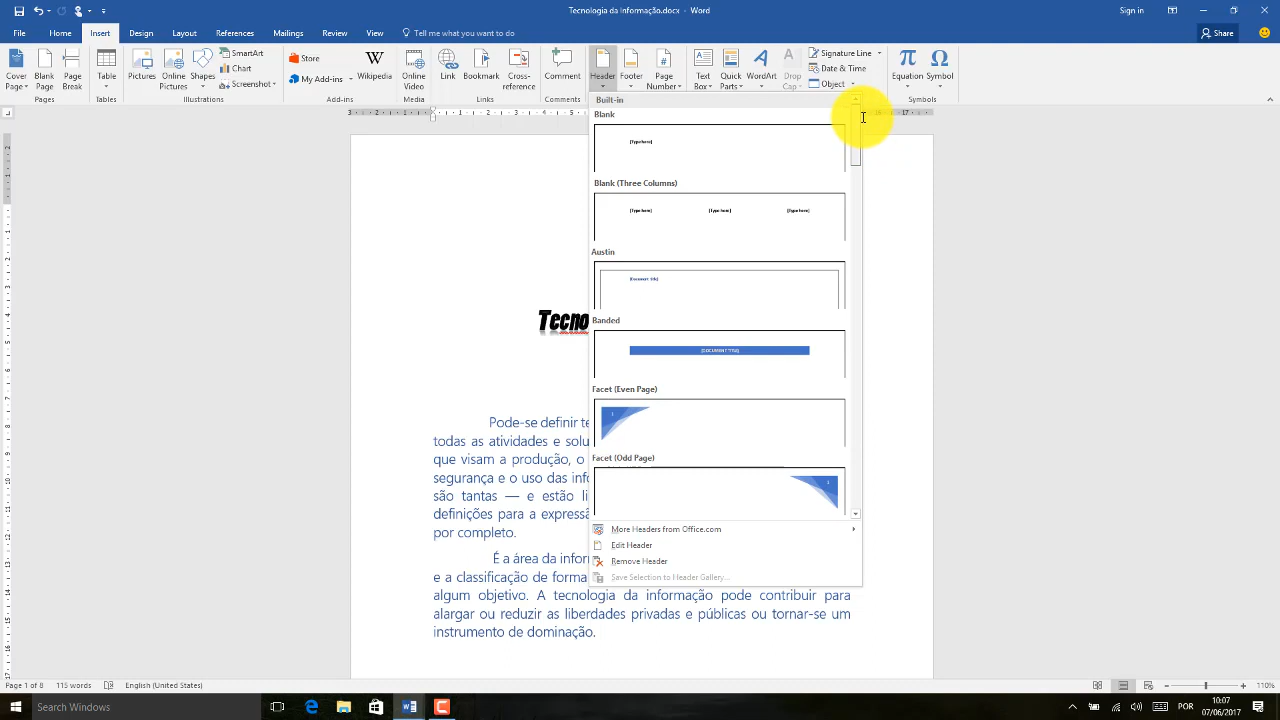 Tecnologia da Informação.docx - Word
Sign in
File Home Insert Design Layout References Mailings Review View Tell me what you want to do
Share
Cover Page
Blank Page
Page Break
Pages
Table
Tables
Pictures
Online Pictures
Shapes
SmartArt
Chart
Screenshot
Illustrations
Store
My Add-ins
Wikipedia
Add-ins
Online Video
Media
Link
Bookmark
Cross-reference
Links
Comment
Comments
Header
Footer
Page Number
Text Box
Quick Parts
WordArt
Drop Cap
Signature Line
Date & Time
Object
Equation
Symbol
Symbols
Built-in
Blank
[Type here]
Blank (Three Columns)
[Type here] [Type here] [Type here]
Austin
[Document title]
Banded
[DOCUMENT TITLE]
Facet (Even Page)
1
Facet (Odd Page)
1
More Headers from Office.com
Edit Header
Remove Header
Save Selection to Header Gallery...
Tecno
Pode-se definir te
todas as atividades e solu
que visam a produção, o
segurança e o uso das info
são tantas — e estão li
definições para a expressã
por completo.
É a área da inform
e a classificação de forma
algum objetivo. A tecnologia da informação pode contribuir para
alargar ou reduzir as liberdades privadas e públicas ou tornar-se um
instrumento de dominação.
Page 1 of 8 115 words English (United States) 110%
Search Windows
POR
10:07
07/06/2017